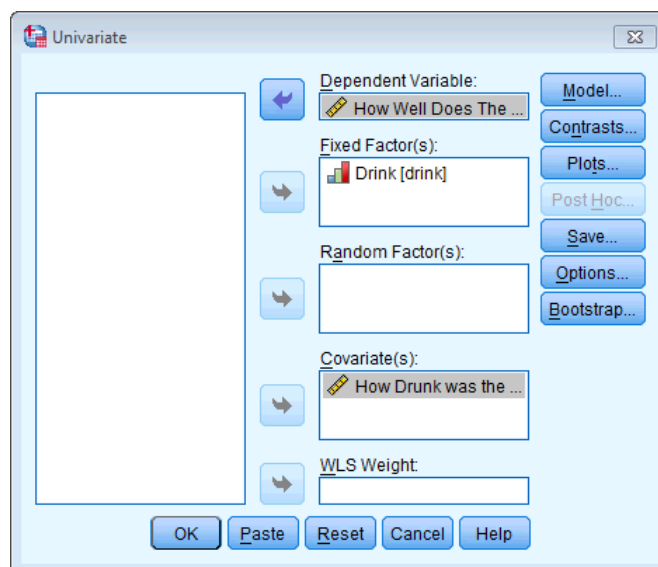 Univariate
Dependent Variable:
How Well Does The ...
Fixed Factor(s):
Drink [drink]
Random Factor(s):
Covariate(s):
How Drunk was the ...
WLS Weight:
Model...
Contrasts...
Plots...
Post Hoc...
Save...
Options...
Bootstrap...
OK Paste Reset Cancel Help